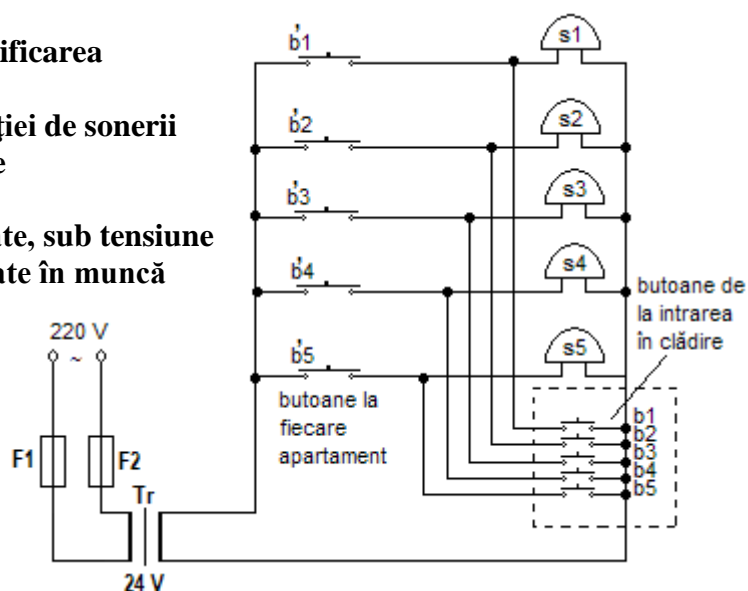 ificarea
ţiei de sonerii
e
te, sub tensiune
ate în muncă
b'1
s1
b'2
s2
b'3
s3
b'4
s4
b'5
s5
butoane de
la intrarea
în clădire
butoane la
fiecare
apartament
b1
b2
b3
b4
b5
220 V
~
F1
F2
Tr
24 V